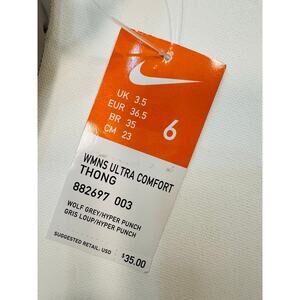 UK 3.5
EUR 36.5
BR 35
CM 23
6
WMNS ULTRA COMFORT
THONG
882697 003
WOLF GREY/HYPER PUNCH
GRIS LOUP/HYPER PUNCH
SUGGESTED RETAIL: USD $35.00